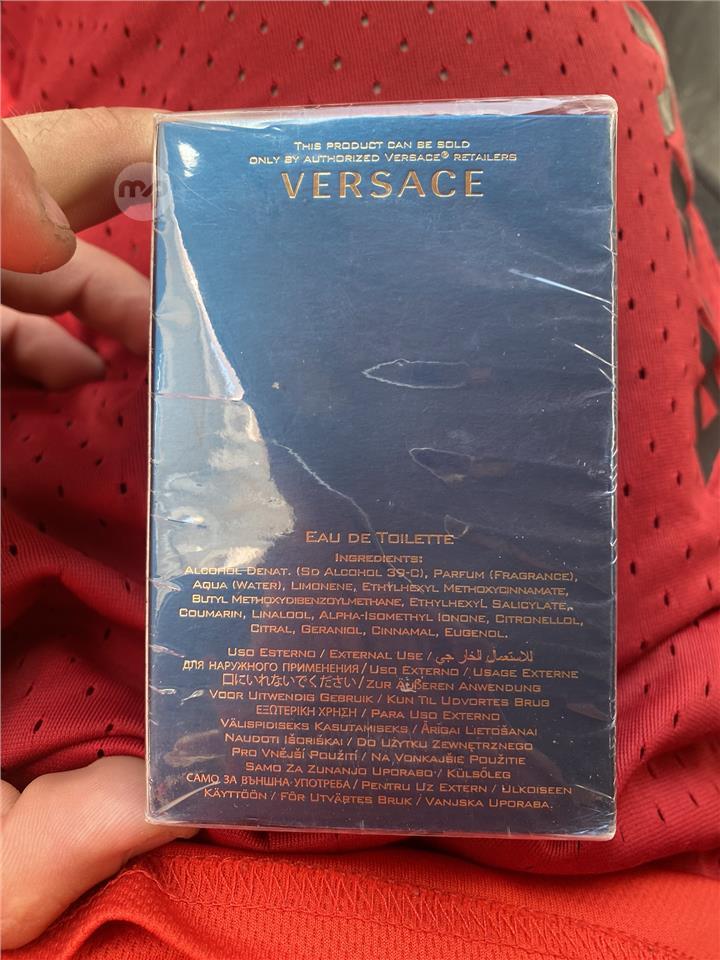 THIS PRODUCT CAN BE SOLD
ONLY BY AUTHORIZED VERSACE® RETAILERS
VERSACE
EAU DE TOILETTE
INGREDIENTS:
ALCOHOL DENAT. (SD ALCOHOL 39-C), PARFUM (FRAGRANCE),
AQUA (WATER), LIMONENE, ETHYLHEXYL METHOXYCINNAMATE,
BUTYL METHOXYDIBENZOYLMETHANE, ETHYLHEXYL SALICYLATE,
COUMARIN, LINALOOL, ALPHA-ISOMETHYL IONONE, CITRONELLOL,
CITRAL, GERANIOL, CINNAMAL, EUGENOL.
USO ESTERNO / EXTERNAL USE / للاستعمال الخارجي
ДЛЯ НАРУЖНОГО ПРИМЕНЕНИЯ / USO EXTERNO / USAGE EXTERNE
口にいれないでください / ZUR ÄUßEREN ANWENDUNG
VOOR UITWENDIG GEBRUIK / KUN TIL UDVORTES BRUG
ΕΞΩΤΕΡΙΚΗ ΧΡΗΣΗ / PARA USO EXTERNO
VÄLISPIDISEKS KASUTAMISEKS / ĀRĪGAI LIETOŠANAI
NAUDOTI IŠORIŠKAI / DO UŻYTKU ZEWNĘTRZNEGO
PRO VNĚJŠÍ POUŽITÍ / NA VONKAJŠIE POUŽITIE
SAMO ZA ZUNANJO UPORABO / KÜLSŐLEG
САМО ЗА ВЪНШНА УПОТРЕБА / PENTRU UZ EXTERN / ULKOISEEN
KÄYTTÖÖN / FÖR UTVÄRTES BRUK / VANJSKA UPORABA.